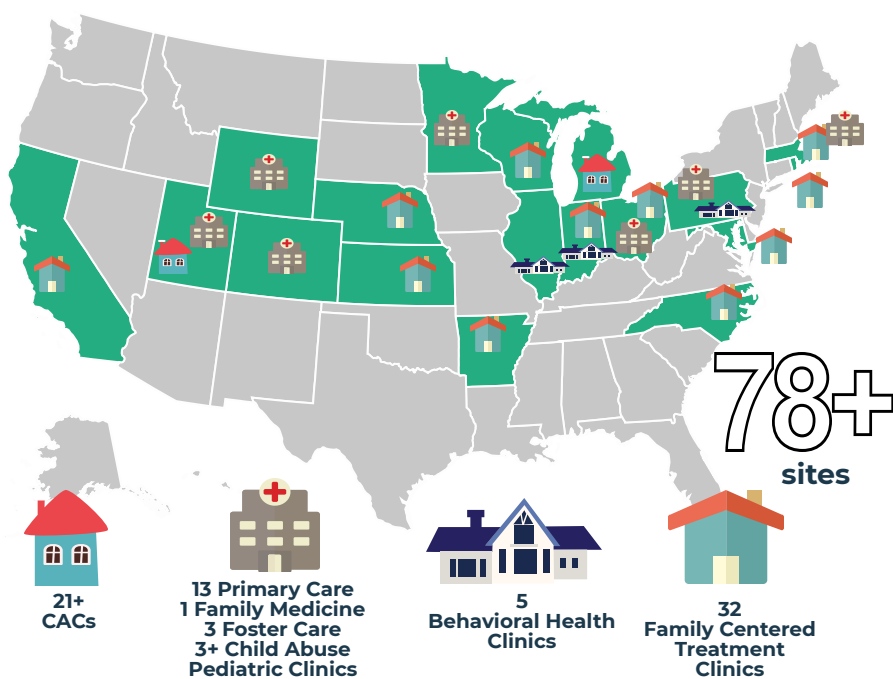 78+
sites
21+
CACs
13 Primary Care
1 Family Medicine
3 Foster Care
3+ Child Abuse
Pediatric Clinics
5
Behavioral Health
Clinics
32
Family Centered
Treatment
Clinics